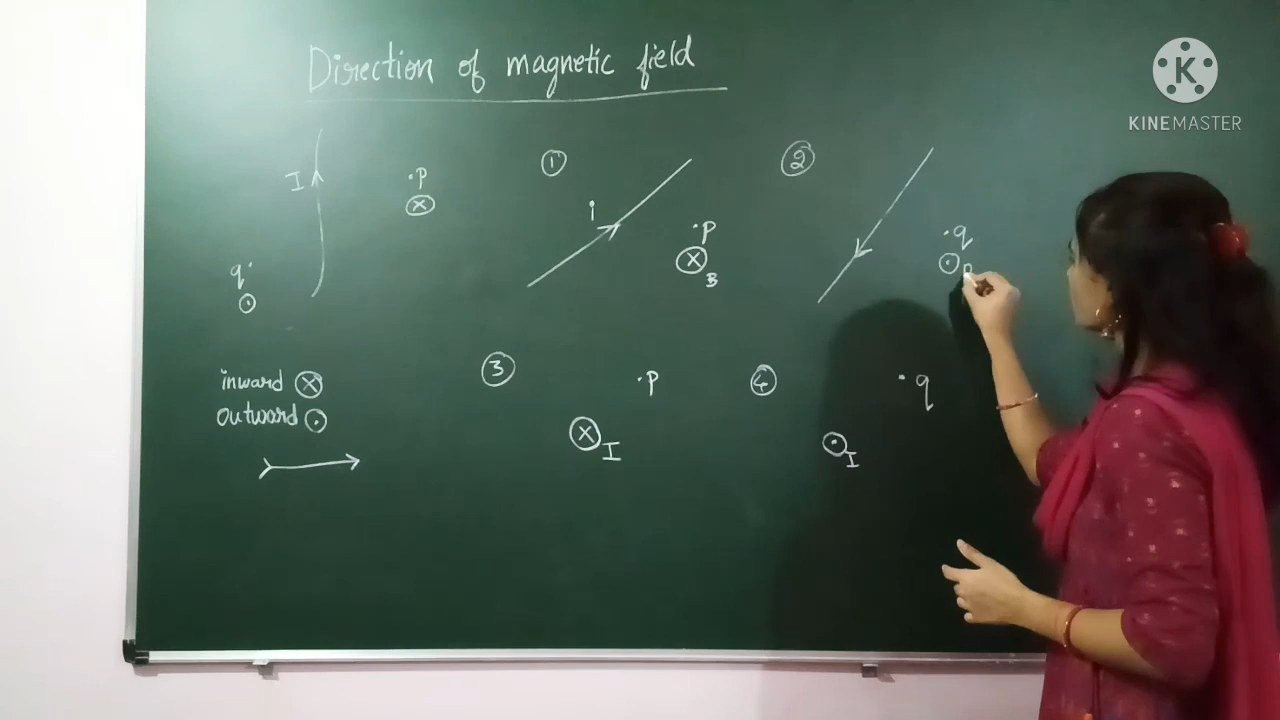 Direction of magnetic field
I
.p
ⓧ
q.
⊙
①
i
.p
ⓧ B
②
.q
⊙
inward ⓧ
outward ⊙
③
.p
ⓧ I
④
.q
⊙ I
K
KINEMASTER